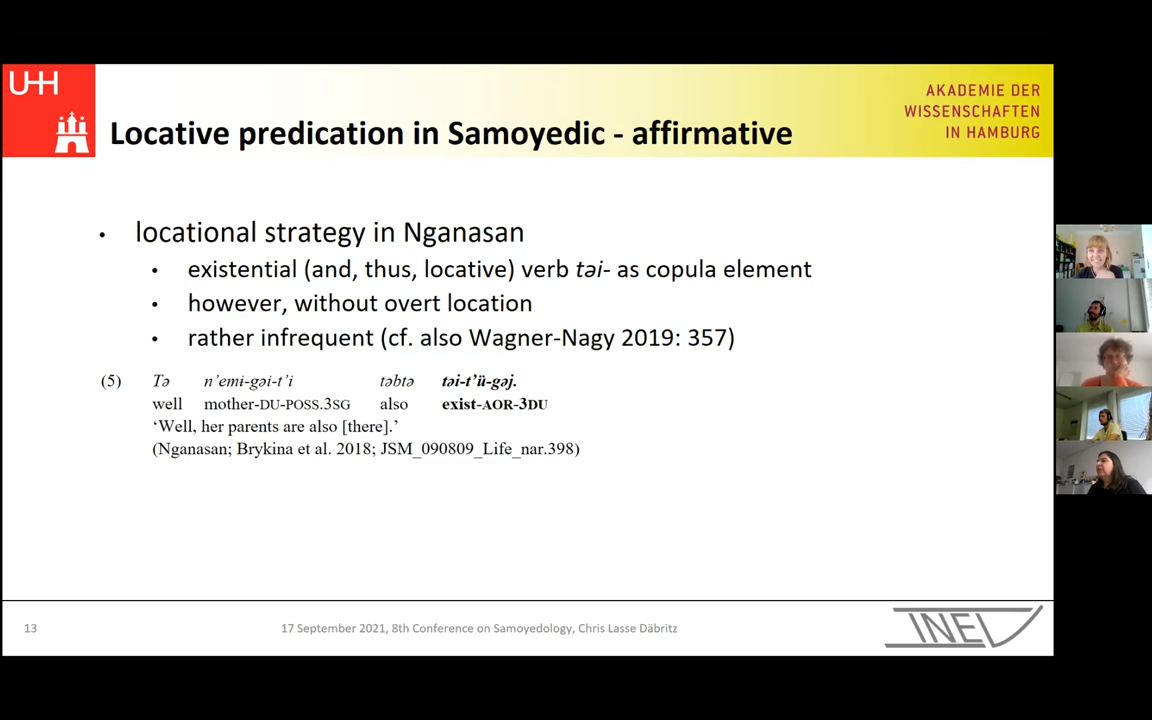 UHH
AKADEMIE DER
WISSENSCHAFTEN
IN HAMBURG
Locative predication in Samoyedic - affirmative
• locational strategy in Nganasan
• existential (and, thus, locative) verb təi- as copula element
• however, without overt location
• rather infrequent (cf. also Wagner-Nagy 2019: 357)
(5) Tə n’emi-gəi-t’i təbtə təi-t’ü-gəj.
well mother-DU-POSS.3SG also exist-AOR-3DU
‘Well, her parents are also [there].’
(Nganasan; Brykina et al. 2018; JSM_090809_Life_nar.398)
13 17 September 2021, 8th Conference on Samoyedology, Chris Lasse Däbritz
INEL